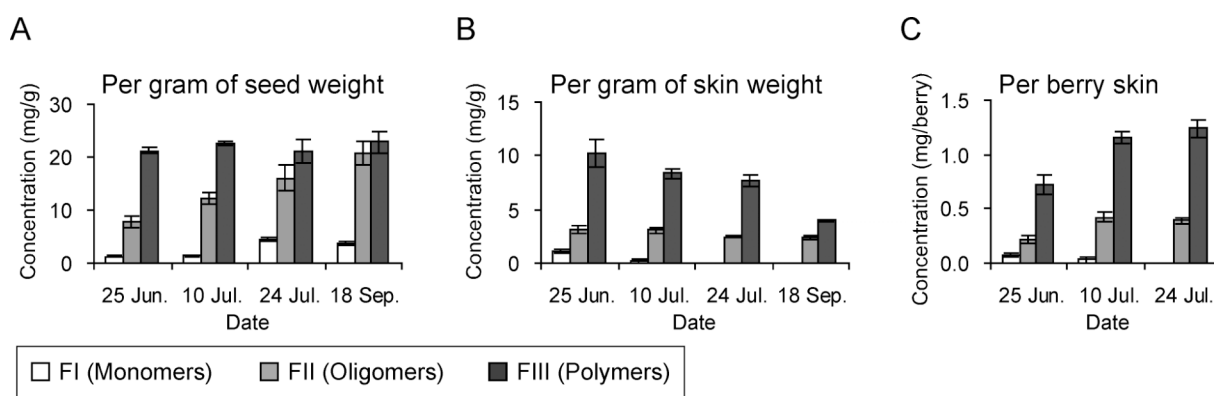 A
Per gram of seed weight
Concentration (mg/g)
30
20
10
0
25 Jun. 10 Jul. 24 Jul. 18 Sep.
Date
B
Per gram of skin weight
Concentration (mg/g)
15
10
5
0
25 Jun. 10 Jul. 24 Jul. 18 Sep.
Date
C
Per berry skin
Concentration (mg/berry)
1.5
1.0
0.5
0.0
25 Jun. 10 Jul. 24 Jul.
Date
FI (Monomers) FII (Oligomers) FIII (Polymers)